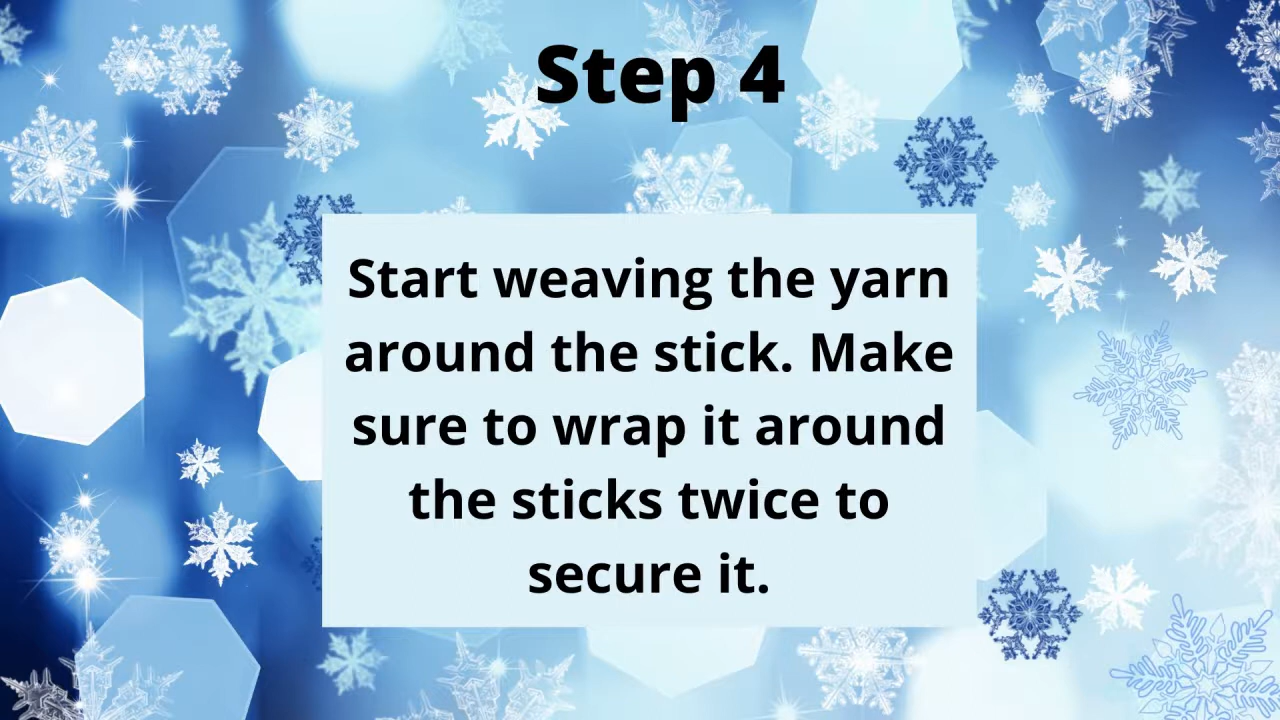 Step 4
Start weaving the yarn
around the stick. Make
sure to wrap it around
the sticks twice to
secure it.